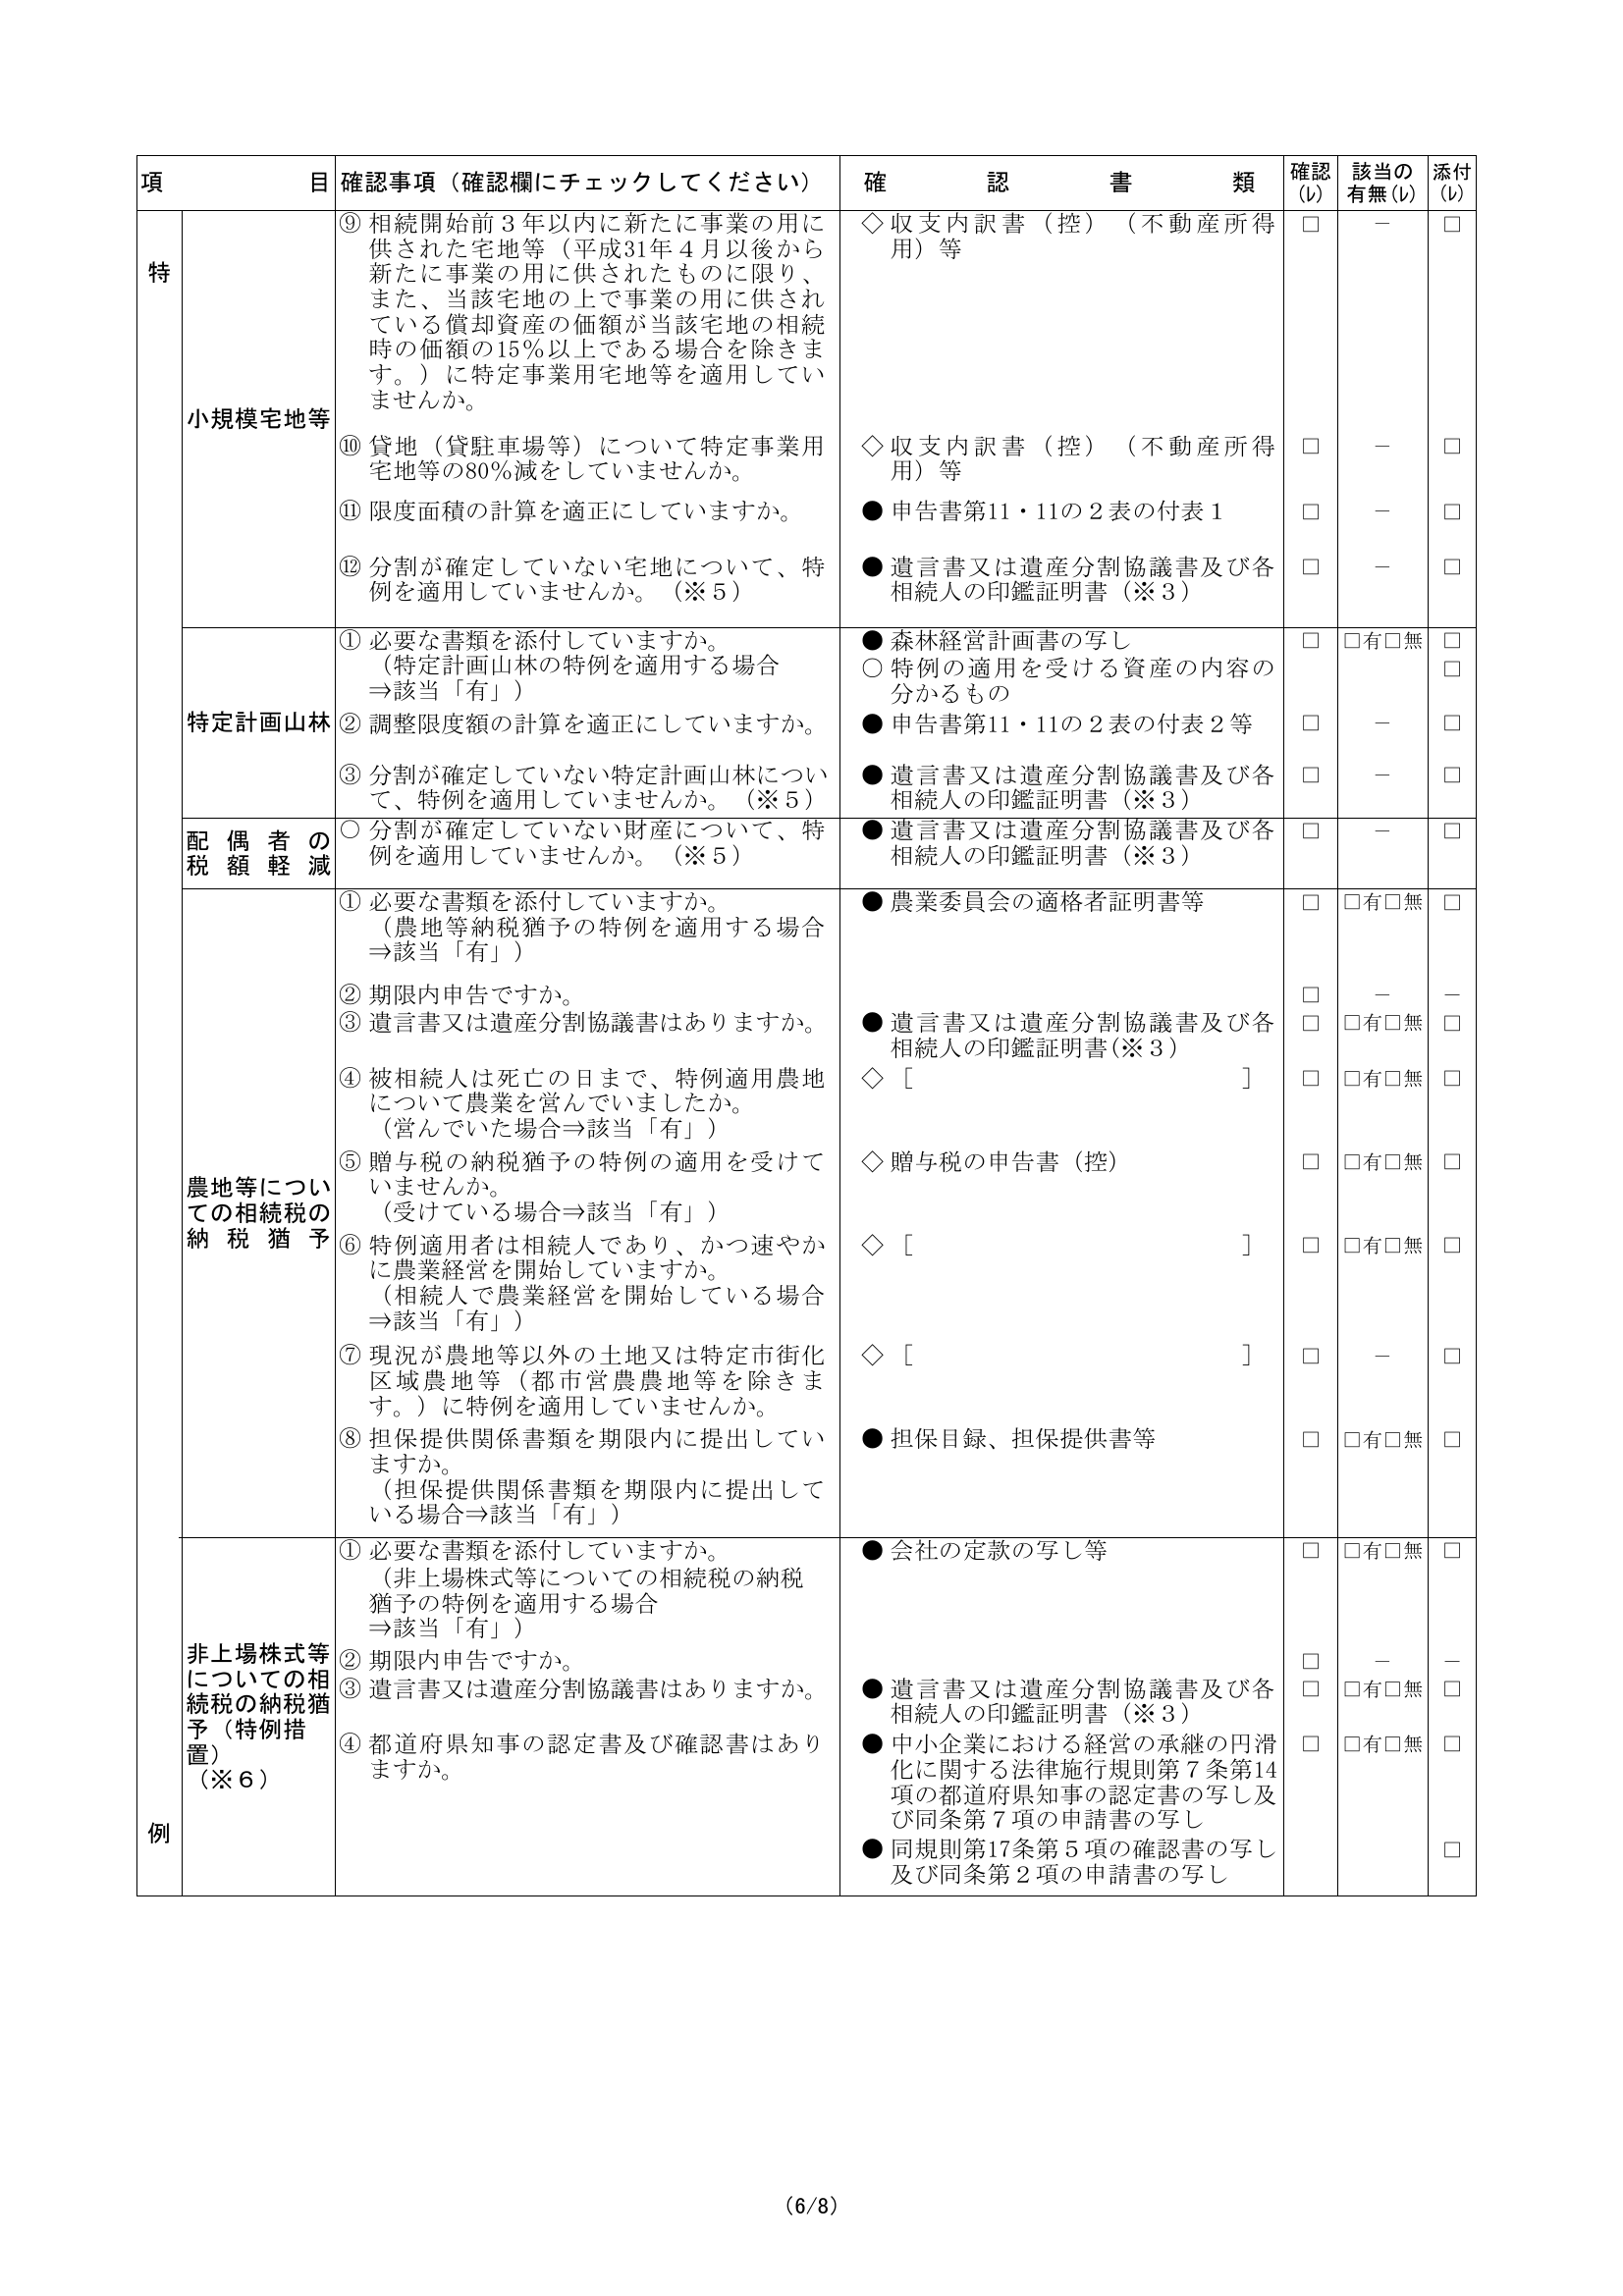 項　目 確認事項（確認欄にチェックしてください） 確　認　書　類 確認(レ) 該当の有無(レ) 添付(レ)
特
小規模宅地等
⑨ 相続開始前３年以内に新たに事業の用に ◇ 収支内訳書（控）（不動産所得 □ － □
供された宅地等（平成31年４月以後から 用）等
新たに事業の用に供されたものに限り、
また、当該宅地の上で事業の用に供され
ている償却資産の価額が当該宅地の相続
時の価額の15％以上である場合を除きま
す。）に特定事業用宅地等を適用してい
ませんか。
⑩ 貸地（貸駐車場等）について特定事業用 ◇ 収支内訳書（控）（不動産所得 □ － □
宅地等の80％減をしていませんか。 用）等
⑪ 限度面積の計算を適正にしていますか。 ● 申告書第11・11の２表の付表１ □ － □
⑫ 分割が確定していない宅地について、特 ● 遺言書又は遺産分割協議書及び各 □ － □
例を適用していませんか。（※５） 相続人の印鑑証明書（※３）
特定計画山林
① 必要な書類を添付していますか。 ● 森林経営計画書の写し □ □有□無 □
（特定計画山林の特例を適用する場合 ○ 特例の適用を受ける資産の内容の □
⇒該当「有」） 分かるもの
② 調整限度額の計算を適正にしていますか。 ● 申告書第11・11の２表の付表２等 □ － □
③ 分割が確定していない特定計画山林につい ● 遺言書又は遺産分割協議書及び各 □ － □
て、特例を適用していませんか。（※５） 相続人の印鑑証明書（※３）
配偶者の
税額軽減
○ 分割が確定していない財産について、特 ● 遺言書又は遺産分割協議書及び各 □ － □
例を適用していませんか。（※５） 相続人の印鑑証明書（※３）
農地等につい
ての相続税の
納税猶予
① 必要な書類を添付していますか。 ● 農業委員会の適格者証明書等 □ □有□無 □
（農地等納税猶予の特例を適用する場合
⇒該当「有」）
② 期限内申告ですか。 □ － －
③ 遺言書又は遺産分割協議書はありますか。 ● 遺言書又は遺産分割協議書及び各 □ □有□無 □
相続人の印鑑証明書(※３）
④ 被相続人は死亡の日まで、特例適用農地 ◇［　］ □ □有□無 □
について農業を営んでいましたか。
（営んでいた場合⇒該当「有」）
⑤ 贈与税の納税猶予の特例の適用を受けて ◇ 贈与税の申告書（控） □ □有□無 □
いませんか。
（受けている場合⇒該当「有」）
⑥ 特例適用者は相続人であり、かつ速やか ◇［　］ □ □有□無 □
に農業経営を開始していますか。
（相続人で農業経営を開始している場合
⇒該当「有」）
⑦ 現況が農地等以外の土地又は特定市街化 ◇［　］ □ － □
区域農地等（都市営農農地等を除きま
す。）に特例を適用していませんか。
⑧ 担保提供関係書類を期限内に提出してい ● 担保目録、担保提供書等 □ □有□無 □
ますか。
（担保提供関係書類を期限内に提出して
いる場合⇒該当「有」）
非上場株式等
についての相
続税の納税猶
予（特例措
置）
（※６）
① 必要な書類を添付していますか。 ● 会社の定款の写し等 □ □有□無 □
（非上場株式等についての相続税の納税
猶予の特例を適用する場合
⇒該当「有」）
② 期限内申告ですか。 □ － －
③ 遺言書又は遺産分割協議書はありますか。 ● 遺言書又は遺産分割協議書及び各 □ □有□無 □
相続人の印鑑証明書（※３）
④ 都道府県知事の認定書及び確認書はあり ● 中小企業における経営の承継の円滑 □ □有□無 □
ますか。 化に関する法律施行規則第７条第14
項の都道府県知事の認定書の写し及
び同条第７項の申請書の写し
● 同規則第17条第５項の確認書の写し □
及び同条第２項の申請書の写し
例
（6/8）